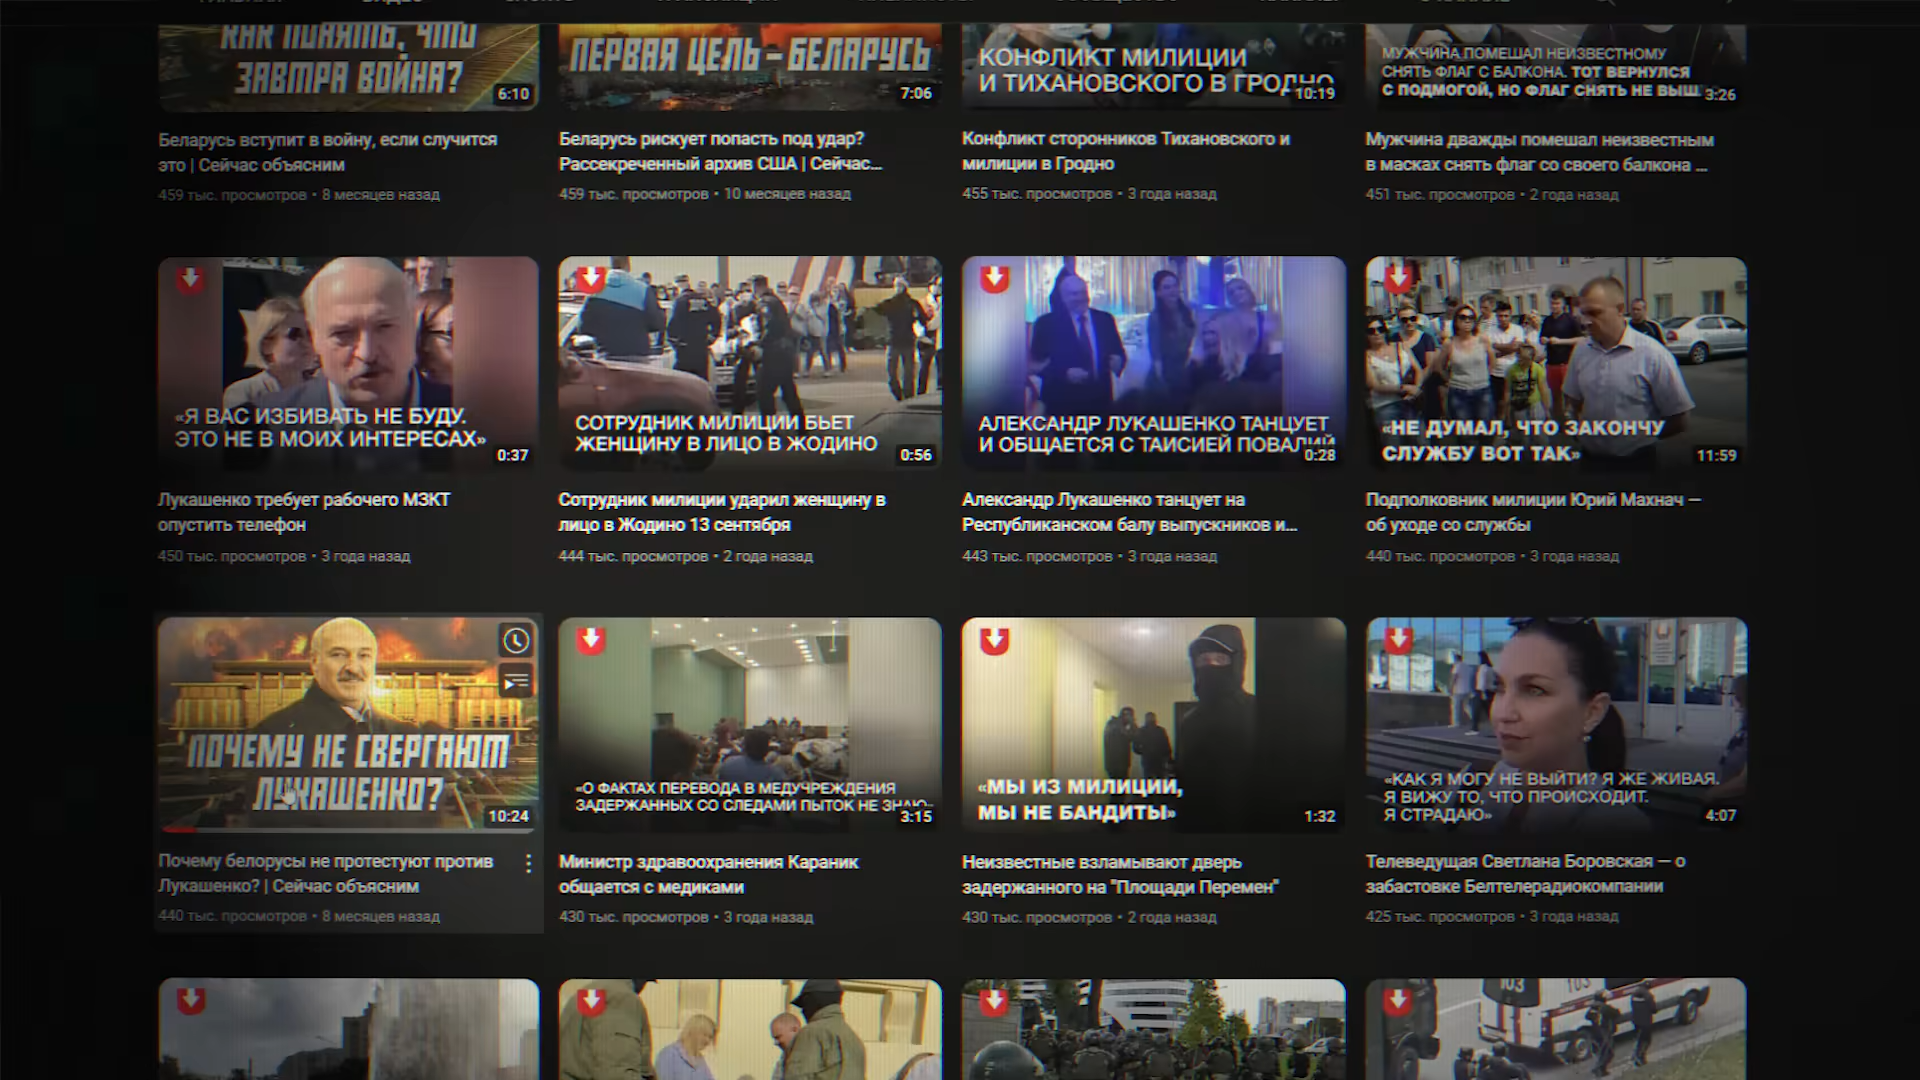 КАК ПОНЯТЬ, ЧТО
ЗАВТРА ВОЙНА?
6:10
ПЕРВАЯ ЦЕЛЬ – БЕЛАРУСЬ
7:06
КОНФЛИКТ МИЛИЦИИ
И ТИХАНОВСКОГО В ГРОДНО
10:19
МУЖЧИНА ПОМЕШАЛ НЕИЗВЕСТНОМУ
СНЯТЬ ФЛАГ С БАЛКОНА. ТОТ ВЕРНУЛСЯ
С ПОДМОГОЙ, НО ФЛАГ СНЯТЬ НЕ ВЫШ
3:26
Беларусь вступит в войну, если случится
это | Сейчас объясним
459 тыс. просмотров • 8 месяцев назад
Беларусь рискует попасть под удар?
Рассекреченный архив США | Сейчас...
459 тыс. просмотров • 10 месяцев назад
Конфликт сторонников Тихановского и
милиции в Гродно
455 тыс. просмотров • 3 года назад
Мужчина дважды помешал неизвестным
в масках снять флаг со своего балкона ...
451 тыс. просмотров • 2 года назад
«Я ВАС ИЗБИВАТЬ НЕ БУДУ.
ЭТО НЕ В МОИХ ИНТЕРЕСАХ»
0:37
СОТРУДНИК МИЛИЦИИ БЬЕТ
ЖЕНЩИНУ В ЛИЦО В ЖОДИНО
0:56
АЛЕКСАНДР ЛУКАШЕНКО ТАНЦУЕТ
И ОБЩАЕТСЯ С ТАИСИЕЙ ПОВАЛИЙ
0:28
«НЕ ДУМАЛ, ЧТО ЗАКОНЧУ
СЛУЖБУ ВОТ ТАК»
11:59
Лукашенко требует рабочего МЗКТ
опустить телефон
450 тыс. просмотров • 3 года назад
Сотрудник милиции ударил женщину в
лицо в Жодино 13 сентября
444 тыс. просмотров • 2 года назад
Александр Лукашенко танцует на
Республиканском балу выпускников и...
443 тыс. просмотров • 3 года назад
Подполковник милиции Юрий Махнач —
об уходе со службы
440 тыс. просмотров • 3 года назад
ПОЧЕМУ НЕ СВЕРГАЮТ
ЛУКАШЕНКО?
10:24
«О ФАКТАХ ПЕРЕВОДА В МЕДУЧРЕЖДЕНИЯ
ЗАДЕРЖАННЫХ СО СЛЕДАМИ ПЫТОК НЕ ЗНАЮ»
3:15
«МЫ ИЗ МИЛИЦИИ,
МЫ НЕ БАНДИТЫ»
1:32
«КАК Я МОГУ НЕ ВЫЙТИ? Я ЖЕ ЖИВАЯ.
Я ВИЖУ ТО, ЧТО ПРОИСХОДИТ.
Я СТРАДАЮ»
4:07
Почему белорусы не протестуют против
Лукашенко? | Сейчас объясним
440 тыс. просмотров • 8 месяцев назад
Министр здравоохранения Караник
общается с медиками
430 тыс. просмотров • 3 года назад
Неизвестные взламывают дверь
задержанного на "Площади Перемен"
430 тыс. просмотров • 2 года назад
Телеведущая Светлана Боровская — о
забастовке Белтелерадиокомпании
425 тыс. просмотров • 3 года назад
103
103